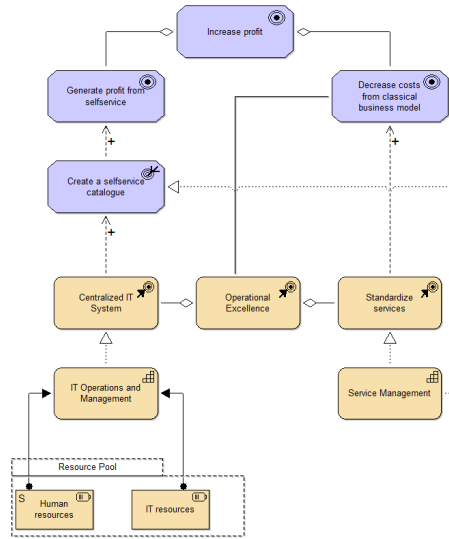 Increase profit
Generate profit from
selfservice
Decrease costs
from classical
business model
+
+
Create a selfservice
catalogue
+
Centralized IT
System
Operational
Excellence
Standardize
services
IT Operations and
Management
Service Management
Resource Pool
S
Human
resources
IT resources